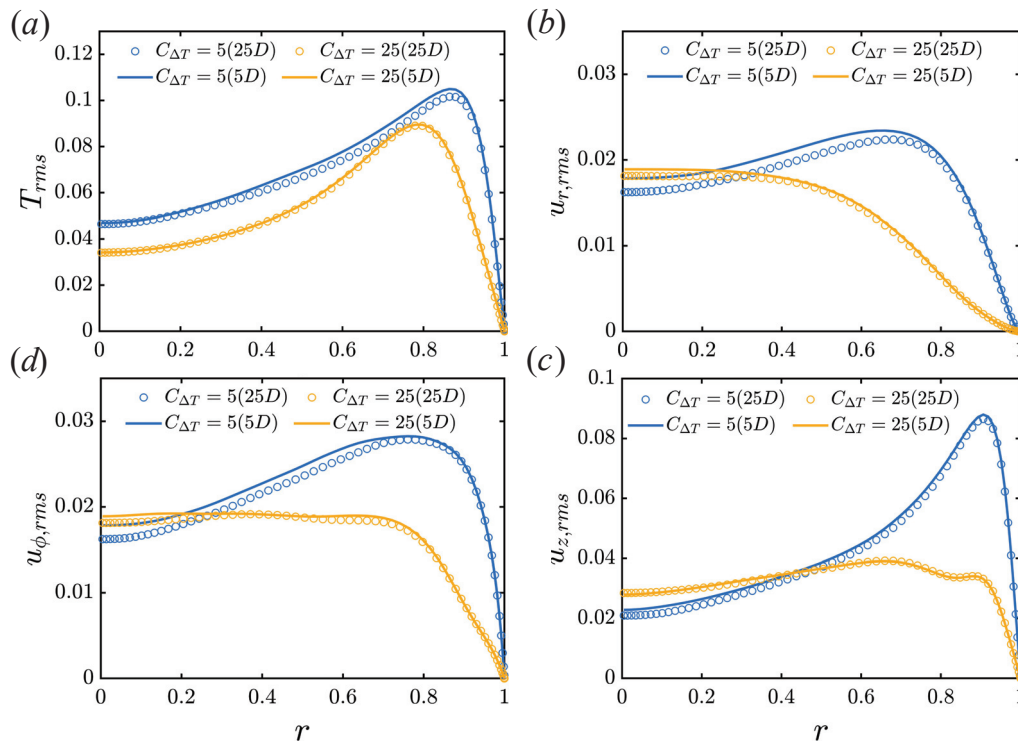 (a)
0.12
0.1
0.08
0.06
0.04
0.02
0
T_{rms}
C_{ΔT} = 5(25D)
C_{ΔT} = 25(25D)
C_{ΔT} = 5(5D)
C_{ΔT} = 25(5D)
0 0.2 0.4 0.6 0.8 1
(b)
0.03
0.02
0.01
0
u_{r,rms}
C_{ΔT} = 5(25D)
C_{ΔT} = 25(25D)
C_{ΔT} = 5(5D)
C_{ΔT} = 25(5D)
0 0.2 0.4 0.6 0.8 1
(d)
0.03
0.02
0.01
0
u_{ϕ,rms}
C_{ΔT} = 5(25D)
C_{ΔT} = 25(25D)
C_{ΔT} = 5(5D)
C_{ΔT} = 25(5D)
0 0.2 0.4 0.6 0.8 1
r
(c)
0.1
0.08
0.06
0.04
0.02
0
u_{z,rms}
C_{ΔT} = 5(25D)
C_{ΔT} = 25(25D)
C_{ΔT} = 5(5D)
C_{ΔT} = 25(5D)
0 0.2 0.4 0.6 0.8 1
r